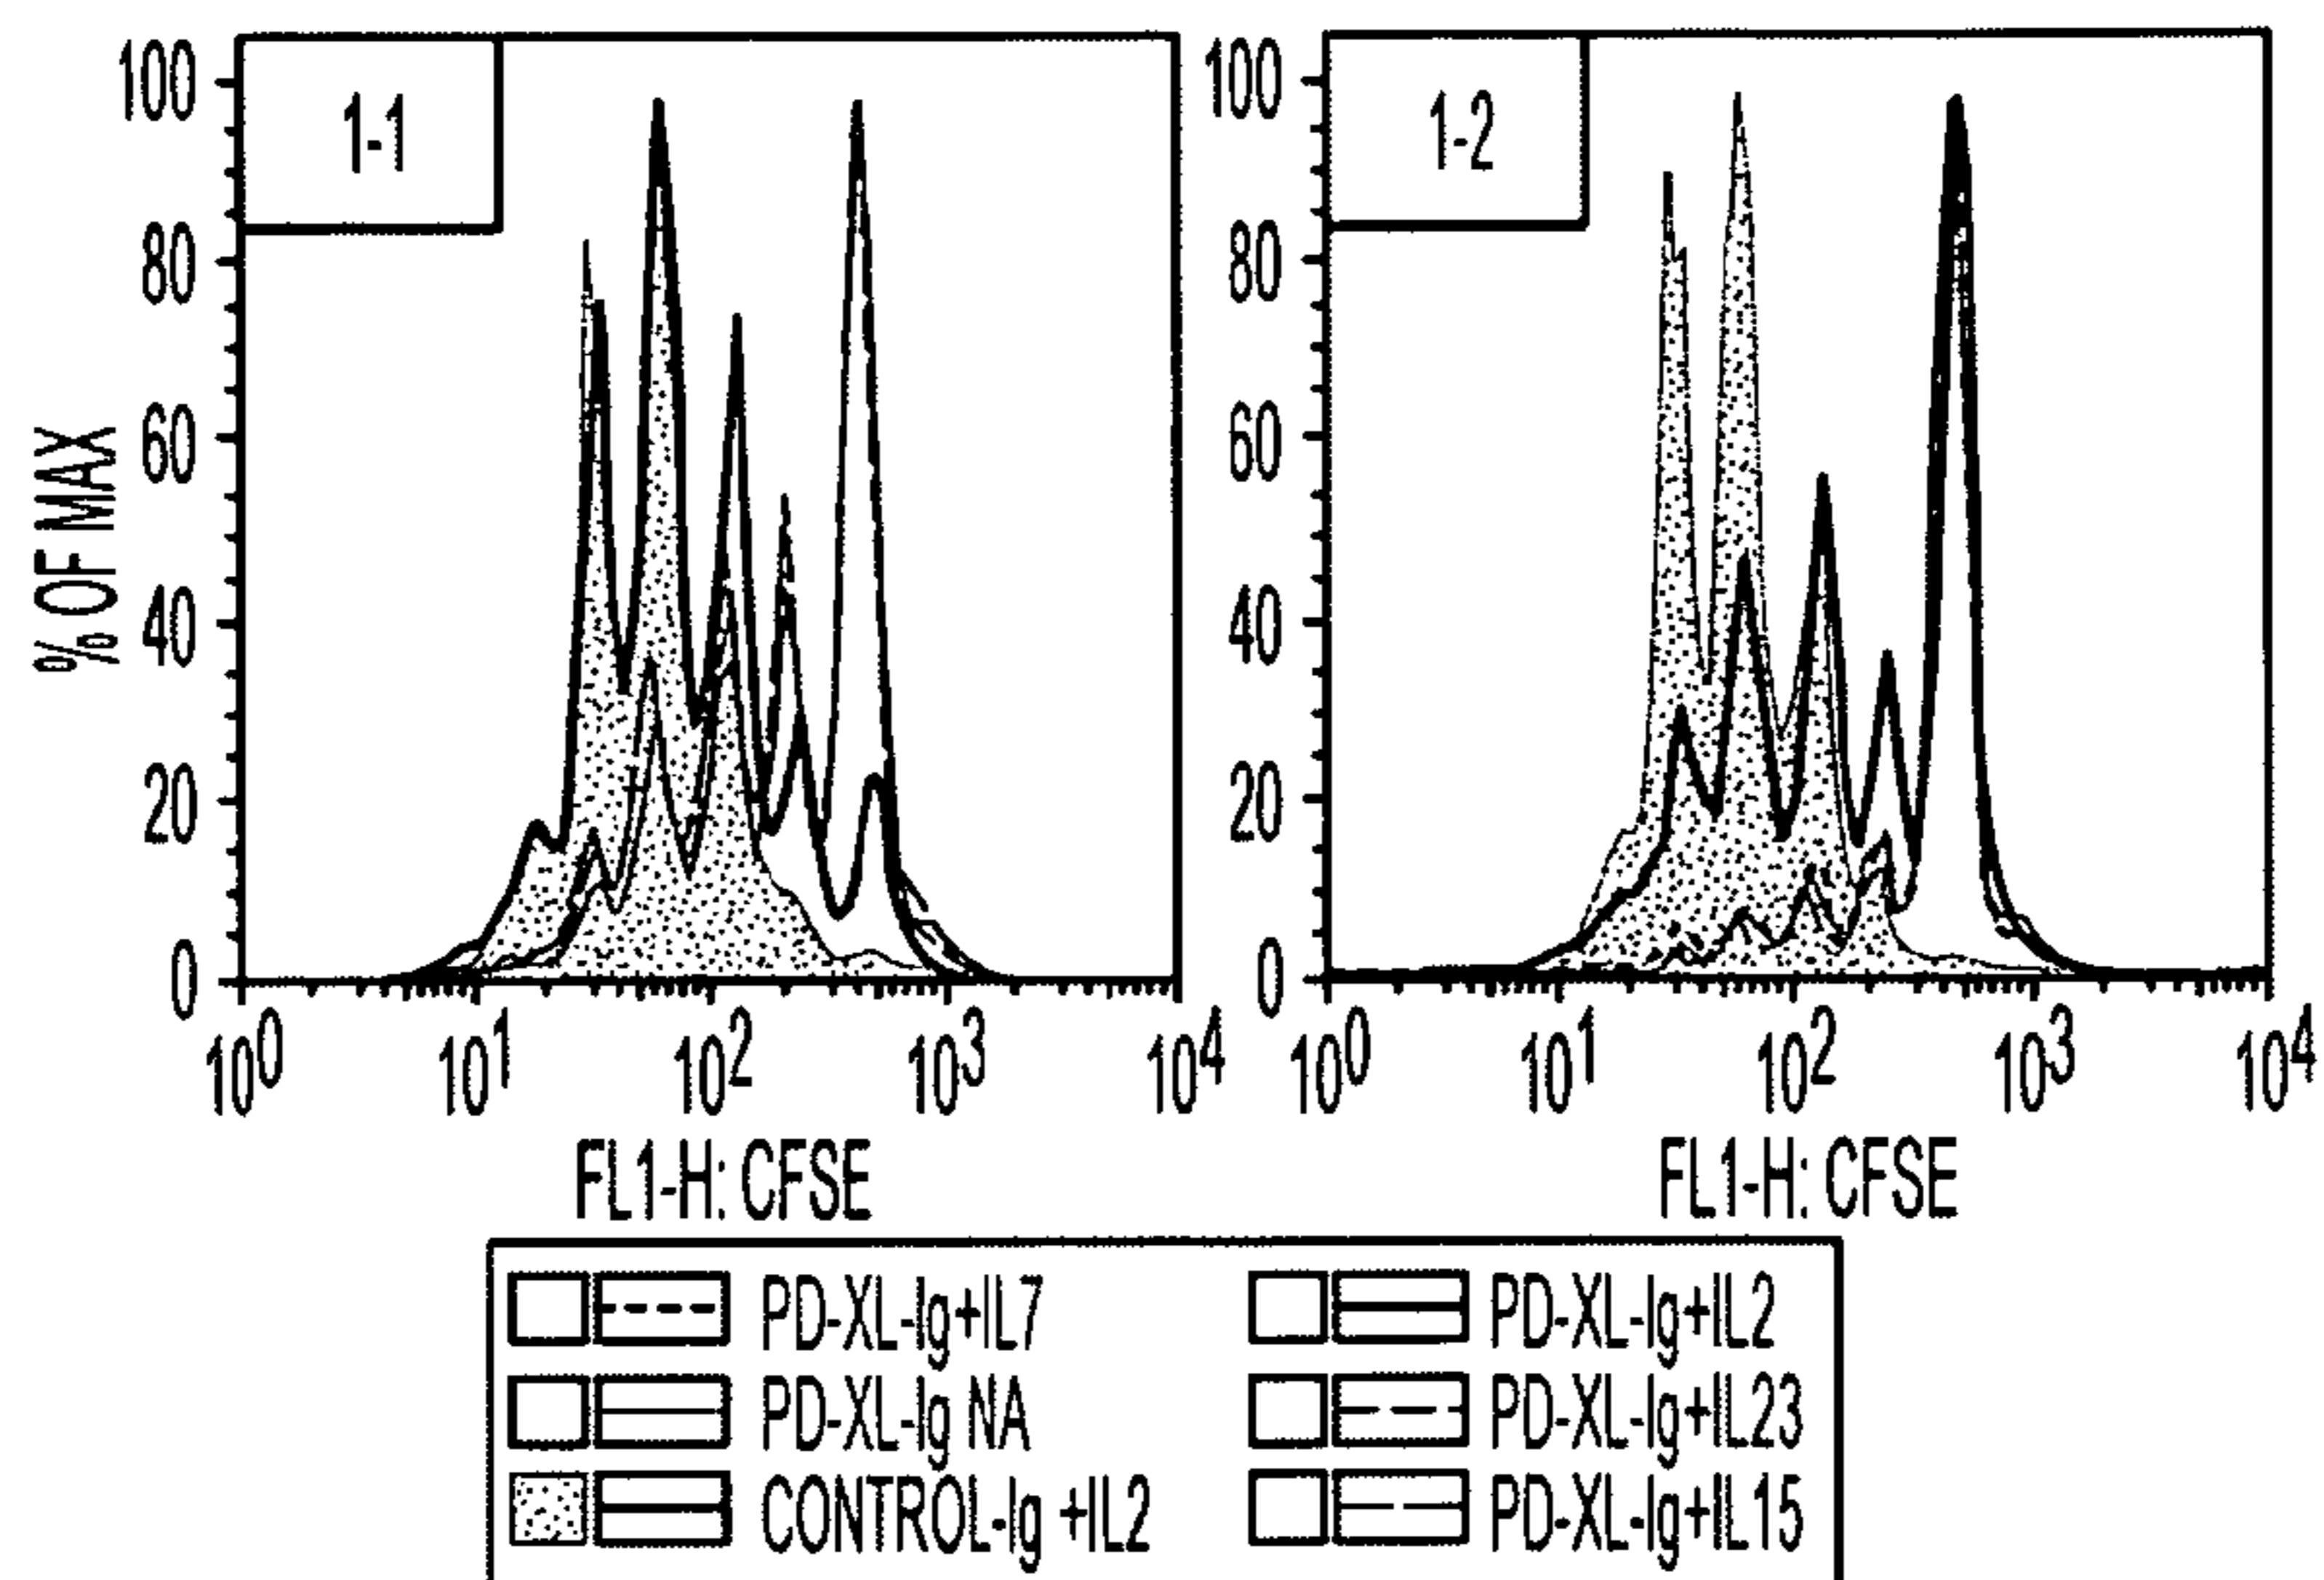 1-1
1-2
% OF MAX
100
80
60
40
20
0
10^0 10^1 10^2 10^3 10^4
FL1-H: CFSE
100
80
60
40
20
0
10^0 10^1 10^2 10^3 10^4
FL1-H: CFSE
PD-XL-Ig+IL7
PD-XL-Ig NA
CONTROL-Ig +IL2
PD-XL-Ig+IL2
PD-XL-Ig+IL23
PD-XL-Ig+IL15